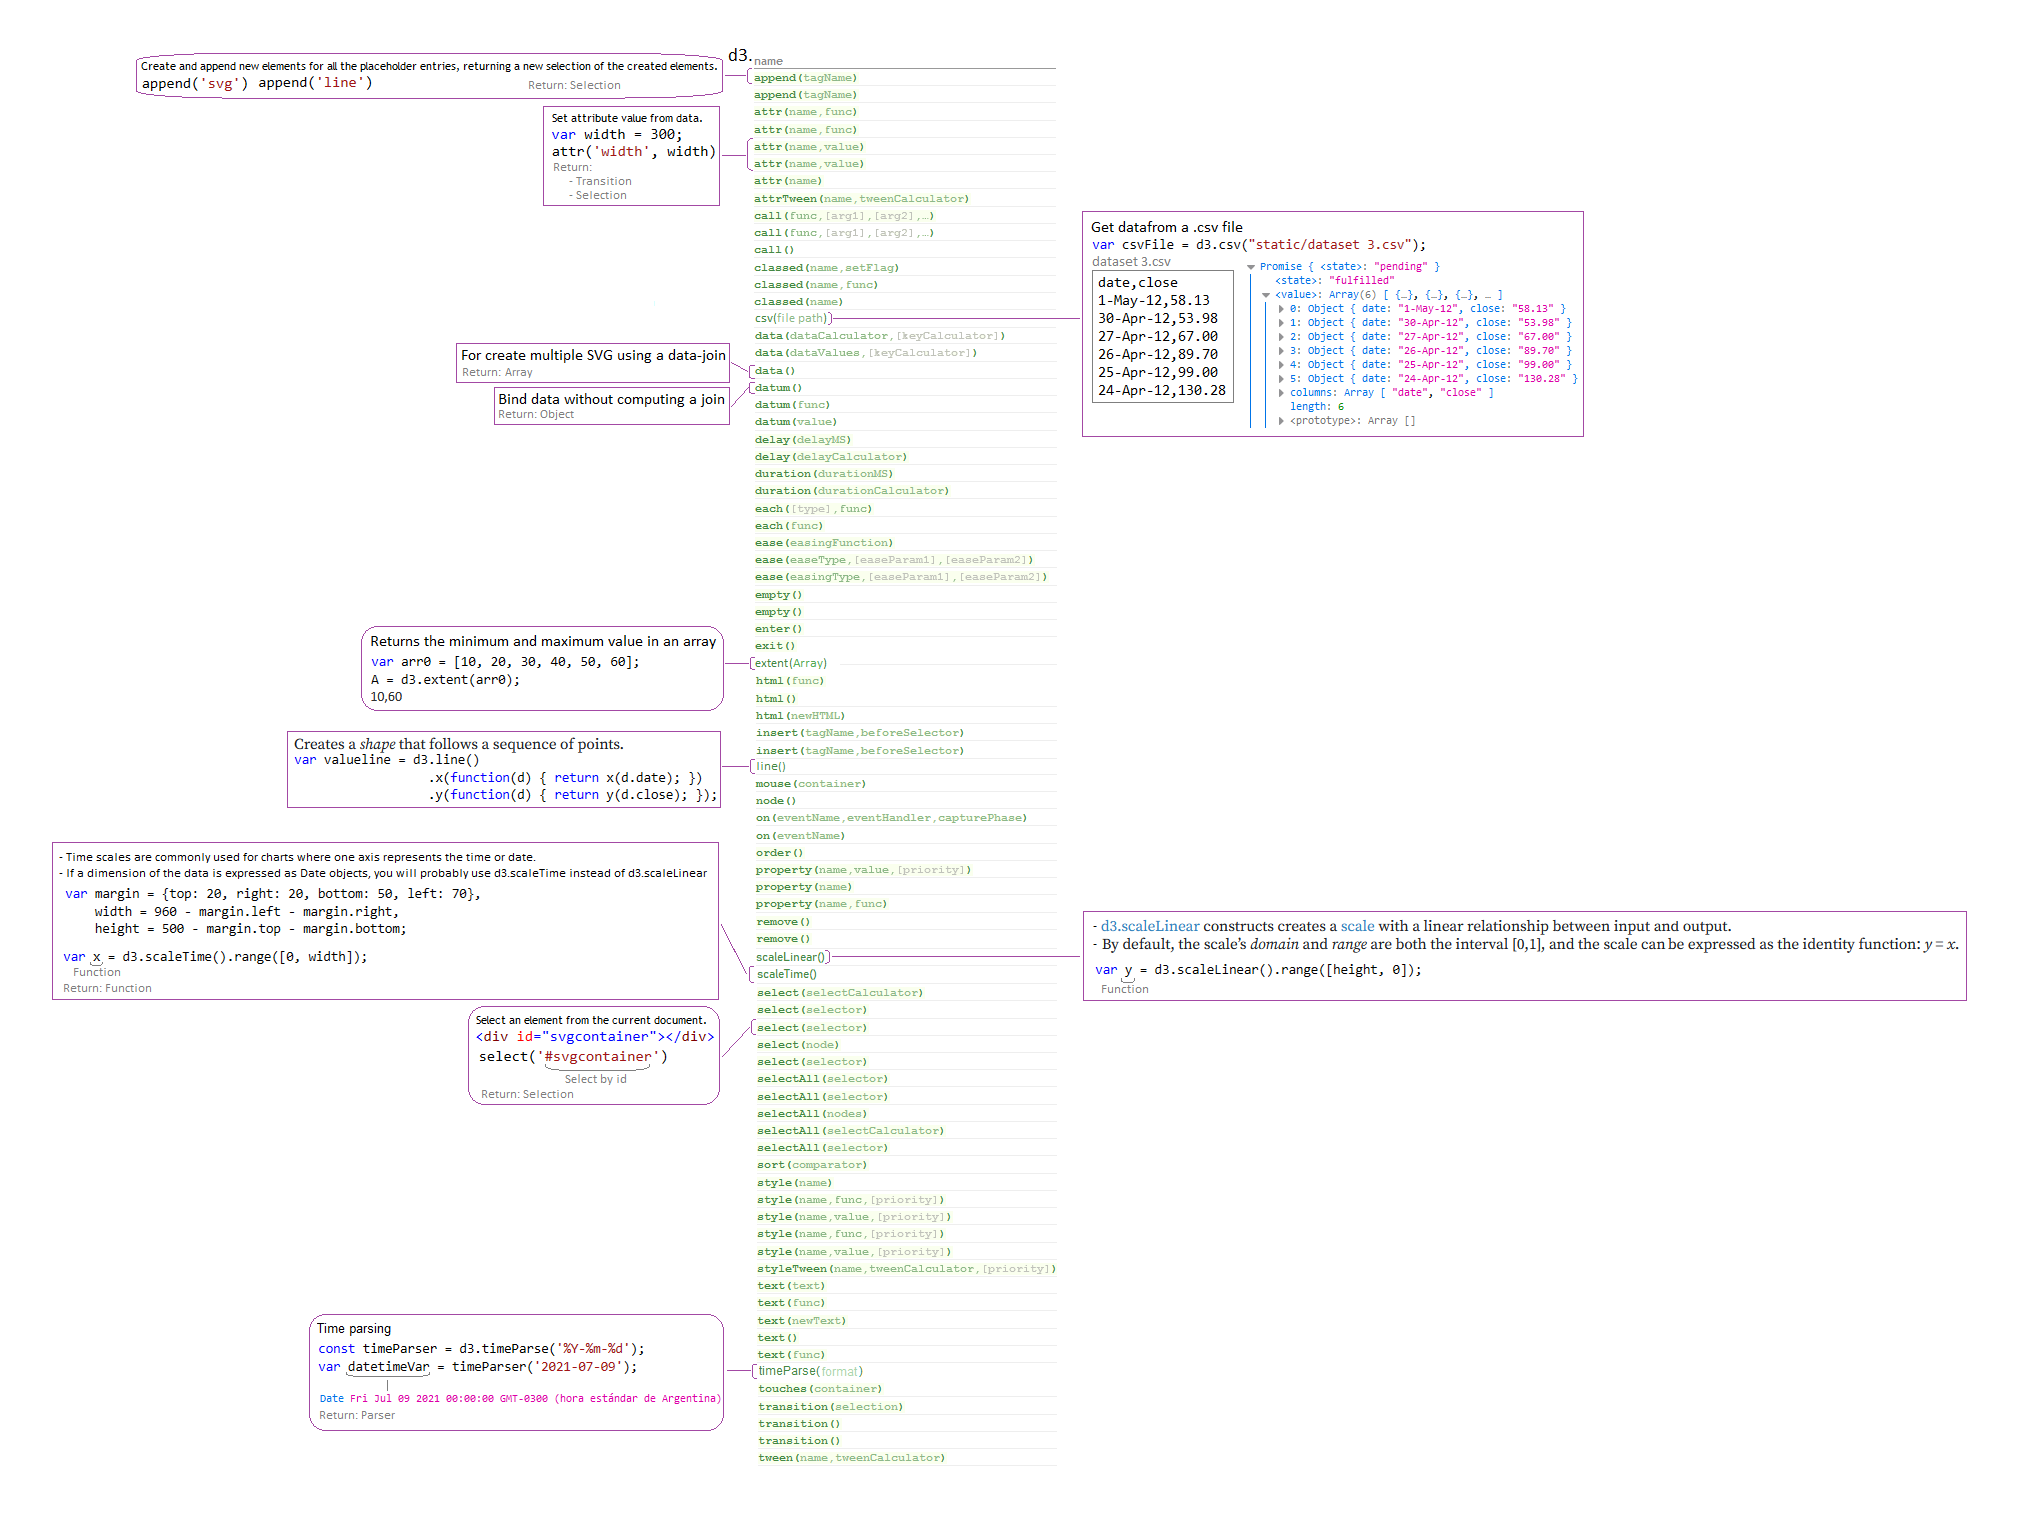 d3.
name
Create and append new elements for all the placeholder entries, returning a new selection of the created elements.
append('svg') append('line')
Return: Selection
append(tagName)
append(tagName)
attr(name,func)
attr(name,func)
Set attribute value from data.
var width = 300;
attr('width', width)
Return:
- Transition
- Selection
attr(name,value)
attr(name,value)
attr(name)
attrTween(name,tweenCalculator)
call(func,[arg1],[arg2],…)
call(func,[arg1],[arg2],…)
call()
classed(name,setFlag)
classed(name,func)
classed(name)
csv(file path)
Get datafrom a .csv file
var csvFile = d3.csv("static/dataset 3.csv");
dataset 3.csv
date,close
1-May-12,58.13
30-Apr-12,53.98
27-Apr-12,67.00
26-Apr-12,89.70
25-Apr-12,99.00
24-Apr-12,130.28
Promise { <state>: "pending" }
<state>: "fulfilled"
<value>: Array(6) [ {…}, {…}, {…}, … ]
0: Object { date: "1-May-12", close: "58.13" }
1: Object { date: "30-Apr-12", close: "53.98" }
2: Object { date: "27-Apr-12", close: "67.00" }
3: Object { date: "26-Apr-12", close: "89.70" }
4: Object { date: "25-Apr-12", close: "99.00" }
5: Object { date: "24-Apr-12", close: "130.28" }
columns: Array [ "date", "close" ]
length: 6
<prototype>: Array []
data(dataCalculator,[keyCalculator])
data(dataValues,[keyCalculator])
For create multiple SVG using a data-join
Return: Array
data()
Bind data without computing a join
Return: Object
datum()
datum(func)
datum(value)
delay(delayMS)
delay(delayCalculator)
duration(durationMS)
duration(durationCalculator)
each([type],func)
each(func)
ease(easingFunction)
ease(easeType,[easeParam1],[easeParam2])
ease(easingType,[easeParam1],[easeParam2])
empty()
empty()
enter()
exit()
Returns the minimum and maximum value in an array
var arr0 = [10, 20, 30, 40, 50, 60];
A = d3.extent(arr0);
10,60
extent(Array)
html(func)
html()
html(newHTML)
insert(tagName,beforeSelector)
insert(tagName,beforeSelector)
Creates a shape that follows a sequence of points.
var valueline = d3.line()
.x(function(d) { return x(d.date); })
.y(function(d) { return y(d.close); });
line()
mouse(container)
node()
on(eventName,eventHandler,capturePhase)
on(eventName)
order()
property(name,value,[priority])
property(name)
property(name,func)
remove()
remove()
scaleLinear()
- d3.scaleLinear constructs creates a scale with a linear relationship between input and output.
- By default, the scale's domain and range are both the interval [0,1], and the scale can be expressed as the identity function: y = x.
var y = d3.scaleLinear().range([height, 0]);
Function
- Time scales are commonly used for charts where one axis represents the time or date.
- If a dimension of the data is expressed as Date objects, you will probably use d3.scaleTime instead of d3.scaleLinear
var margin = {top: 20, right: 20, bottom: 50, left: 70},
width = 960 - margin.left - margin.right,
height = 500 - margin.top - margin.bottom;
var x = d3.scaleTime().range([0, width]);
Function
Return: Function
scaleTime()
select(selectCalculator)
select(selector)
Select an element from the current document.
<div id="svgcontainer"></div>
select('#svgcontainer')
Select by id
Return: Selection
select(selector)
select(node)
select(selector)
selectAll(selector)
selectAll(selector)
selectAll(nodes)
selectAll(selectCalculator)
selectAll(selector)
sort(comparator)
style(name)
style(name,func,[priority])
style(name,value,[priority])
style(name,func,[priority])
style(name,value,[priority])
styleTween(name,tweenCalculator,[priority])
text(text)
text(func)
text(newText)
text()
text(func)
Time parsing
const timeParser = d3.timeParse('%Y-%m-%d');
var datetimeVar = timeParser('2021-07-09');
Date Fri Jul 09 2021 00:00:00 GMT-0300 (hora estándar de Argentina)
Return: Parser
timeParse(format)
touches(container)
transition(selection)
transition()
transition()
tween(name,tweenCalculator)